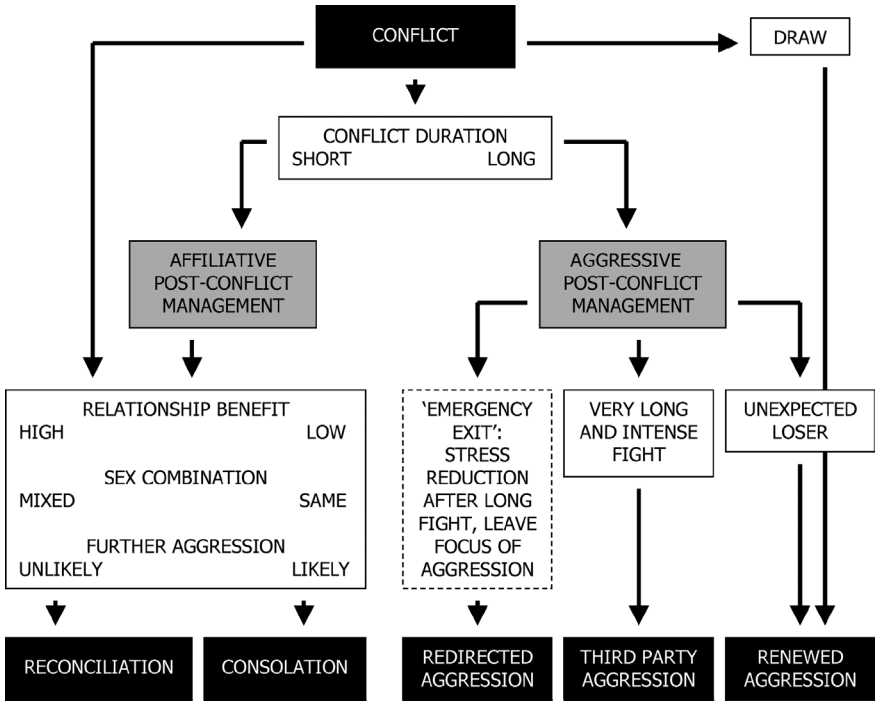 CONFLICT
DRAW
CONFLICT DURATION
SHORT LONG
AFFILIATIVE
POST-CONFLICT
MANAGEMENT
AGGRESSIVE
POST-CONFLICT
MANAGEMENT
RELATIONSHIP BENEFIT
HIGH LOW
SEX COMBINATION
MIXED SAME
FURTHER AGGRESSION
UNLIKELY LIKELY
‘EMERGENCY
EXIT’:
STRESS
REDUCTION
AFTER LONG
FIGHT, LEAVE
FOCUS OF
AGGRESSION
VERY LONG
AND INTENSE
FIGHT
UNEXPECTED
LOSER
RECONCILIATION
CONSOLATION
REDIRECTED
AGGRESSION
THIRD PARTY
AGGRESSION
RENEWED
AGGRESSION